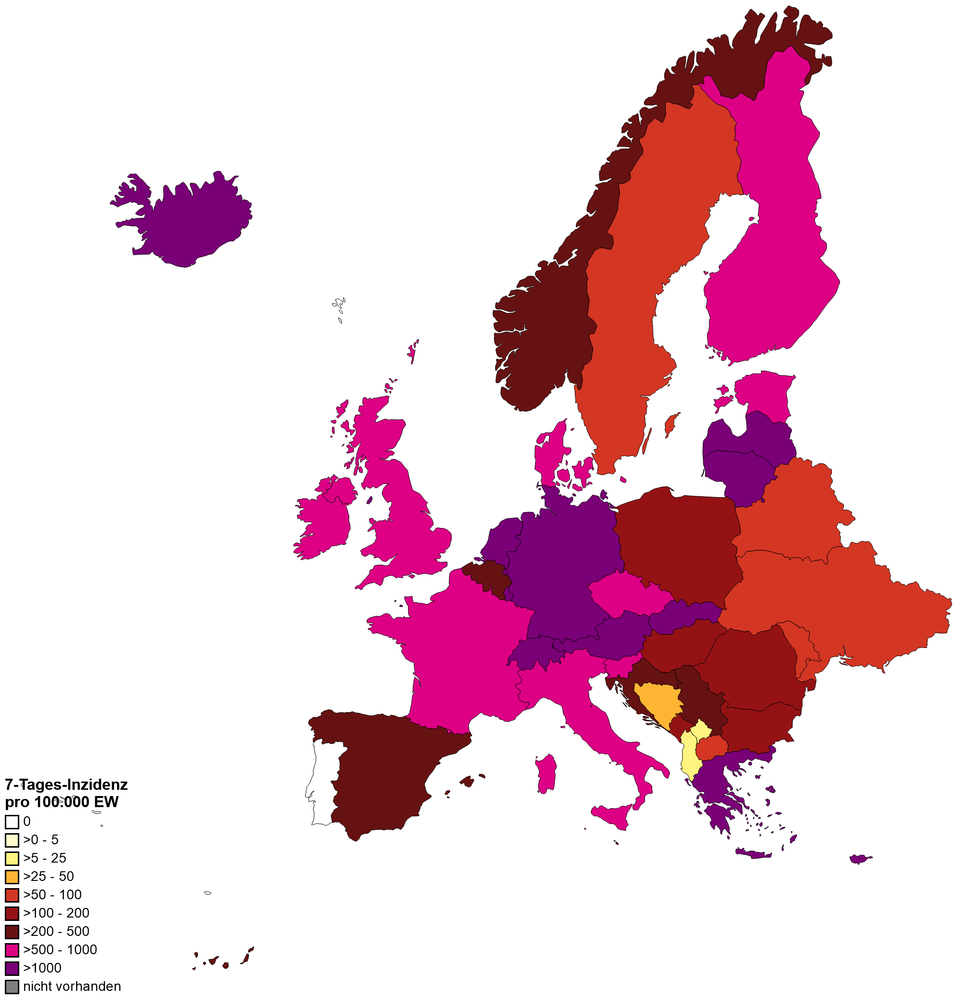 7-Tages-Inzidenz
pro 100.000 EW
0
>0 - 5
>5 - 25
>25 - 50
>50 - 100
>100 - 200
>200 - 500
>500 - 1000
>1000
nicht vorhanden